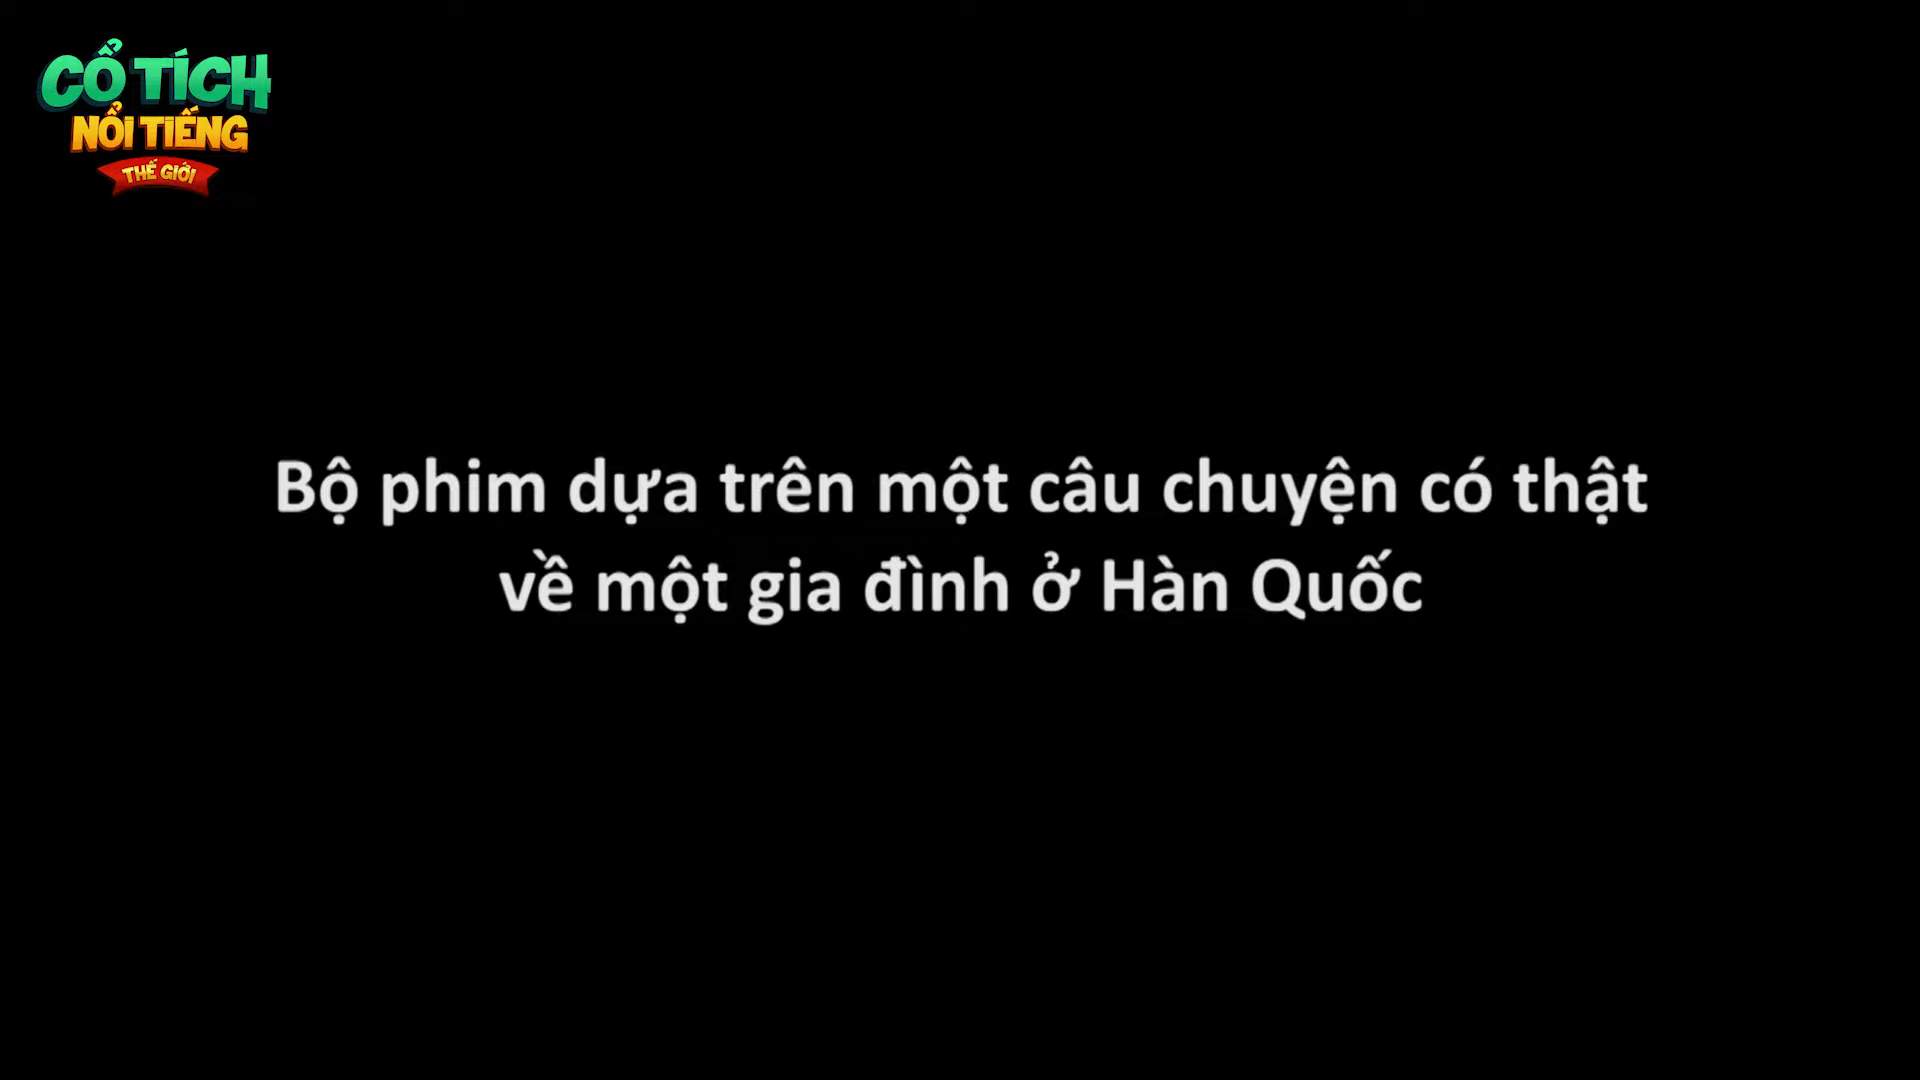 CỔ TÍCH
NỔI TIẾNG
THẾ GIỚI
Bộ phim dựa trên một câu chuyện có thật
về một gia đình ở Hàn Quốc